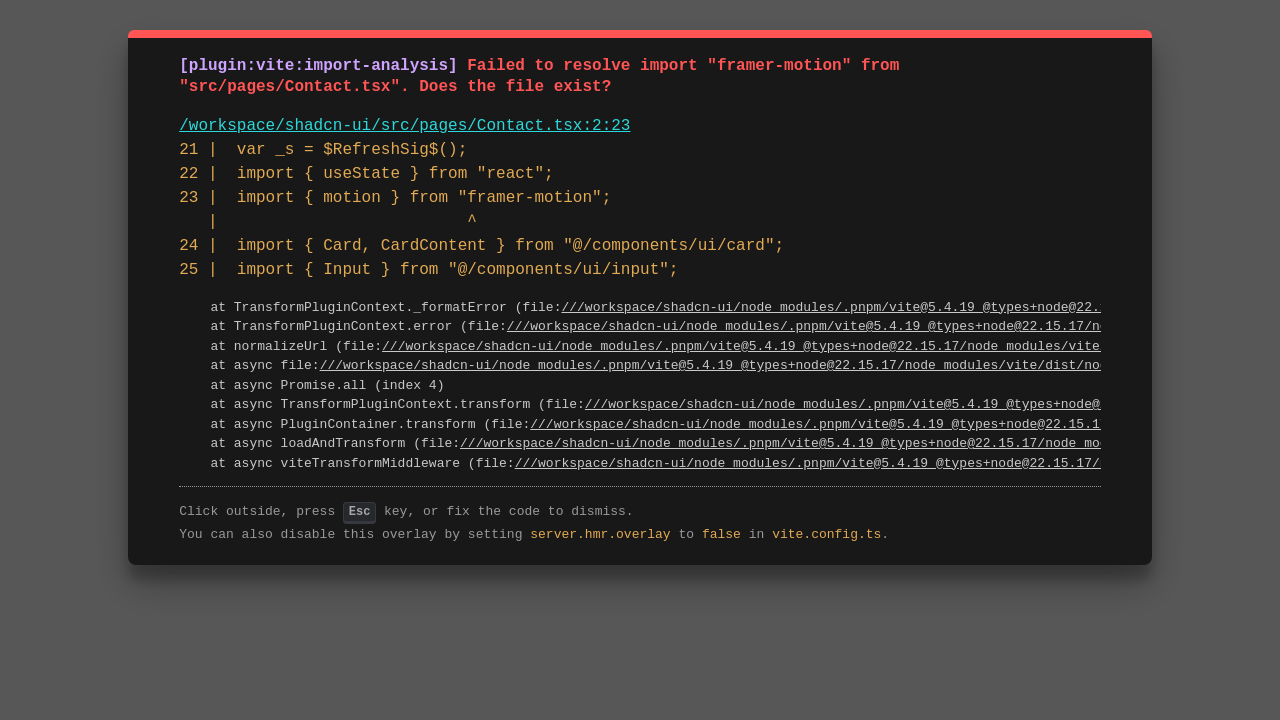 [plugin:vite:import-analysis] Failed to resolve import "framer-motion" from
"src/pages/Contact.tsx". Does the file exist?
/workspace/shadcn-ui/src/pages/Contact.tsx:2:23
21 |  var _s = $RefreshSig$();
22 |  import { useState } from "react";
23 |  import { motion } from "framer-motion";
   |                          ^
24 |  import { Card, CardContent } from "@/components/ui/card";
25 |  import { Input } from "@/components/ui/input";
at TransformPluginContext._formatError (file:///workspace/shadcn-ui/node_modules/.pnpm/vite@5.4.19_@types+node@22.
at TransformPluginContext.error (file:///workspace/shadcn-ui/node_modules/.pnpm/vite@5.4.19_@types+node@22.15.17/no
at normalizeUrl (file:///workspace/shadcn-ui/node_modules/.pnpm/vite@5.4.19_@types+node@22.15.17/node_modules/vite
at async file:///workspace/shadcn-ui/node_modules/.pnpm/vite@5.4.19_@types+node@22.15.17/node_modules/vite/dist/nod
at async Promise.all (index 4)
at async TransformPluginContext.transform (file:///workspace/shadcn-ui/node_modules/.pnpm/vite@5.4.19_@types+node@
at async PluginContainer.transform (file:///workspace/shadcn-ui/node_modules/.pnpm/vite@5.4.19_@types+node@22.15.1
at async loadAndTransform (file:///workspace/shadcn-ui/node_modules/.pnpm/vite@5.4.19_@types+node@22.15.17/node_mod
at async viteTransformMiddleware (file:///workspace/shadcn-ui/node_modules/.pnpm/vite@5.4.19_@types+node@22.15.17/
Click outside, press Esc key, or fix the code to dismiss.
You can also disable this overlay by setting server.hmr.overlay to false in vite.config.ts.